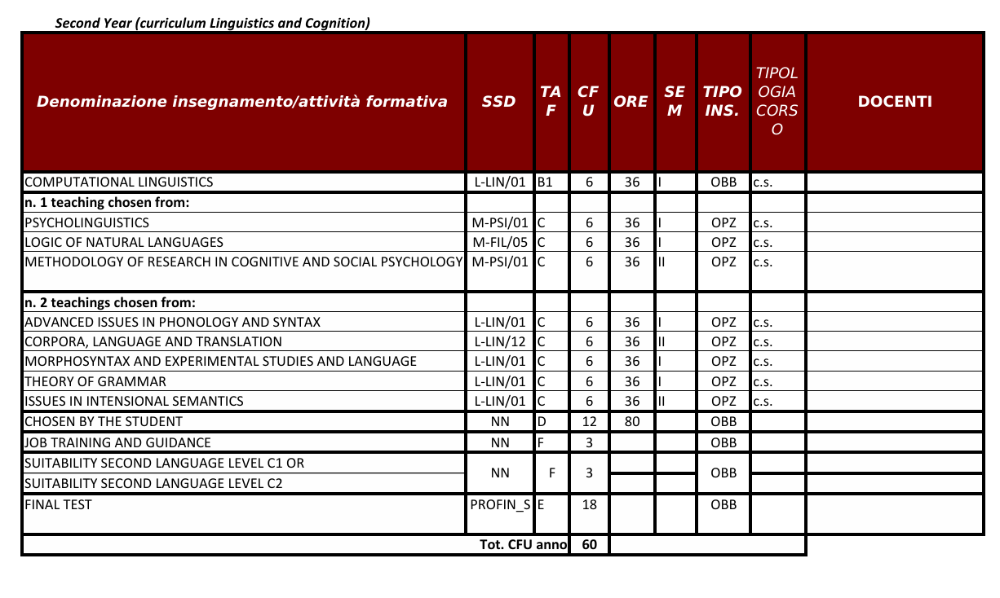 Second Year (curriculum Linguistics and Cognition)
Denominazione insegnamento/attività formativa SSD TAF CFU ORE SEM TIPO INS. TIPOLOGIA CORSO DOCENTI
COMPUTATIONAL LINGUISTICS L-LIN/01 B1 6 36 I OBB c.s.
n. 1 teaching chosen from:
PSYCHOLINGUISTICS M-PSI/01 C 6 36 I OPZ c.s.
LOGIC OF NATURAL LANGUAGES M-FIL/05 C 6 36 I OPZ c.s.
METHODOLOGY OF RESEARCH IN COGNITIVE AND SOCIAL PSYCHOLOGY M-PSI/01 C 6 36 II OPZ c.s.
n. 2 teachings chosen from:
ADVANCED ISSUES IN PHONOLOGY AND SYNTAX L-LIN/01 C 6 36 I OPZ c.s.
CORPORA, LANGUAGE AND TRANSLATION L-LIN/12 C 6 36 II OPZ c.s.
MORPHOSYNTAX AND EXPERIMENTAL STUDIES AND LANGUAGE L-LIN/01 C 6 36 I OPZ c.s.
THEORY OF GRAMMAR L-LIN/01 C 6 36 I OPZ c.s.
ISSUES IN INTENSIONAL SEMANTICS L-LIN/01 C 6 36 II OPZ c.s.
CHOSEN BY THE STUDENT NN D 12 80 OBB
JOB TRAINING AND GUIDANCE NN F 3 OBB
SUITABILITY SECOND LANGUAGE LEVEL C1 OR
NN F 3 OBB
SUITABILITY SECOND LANGUAGE LEVEL C2
FINAL TEST PROFIN_S E 18 OBB
Tot. CFU anno 60